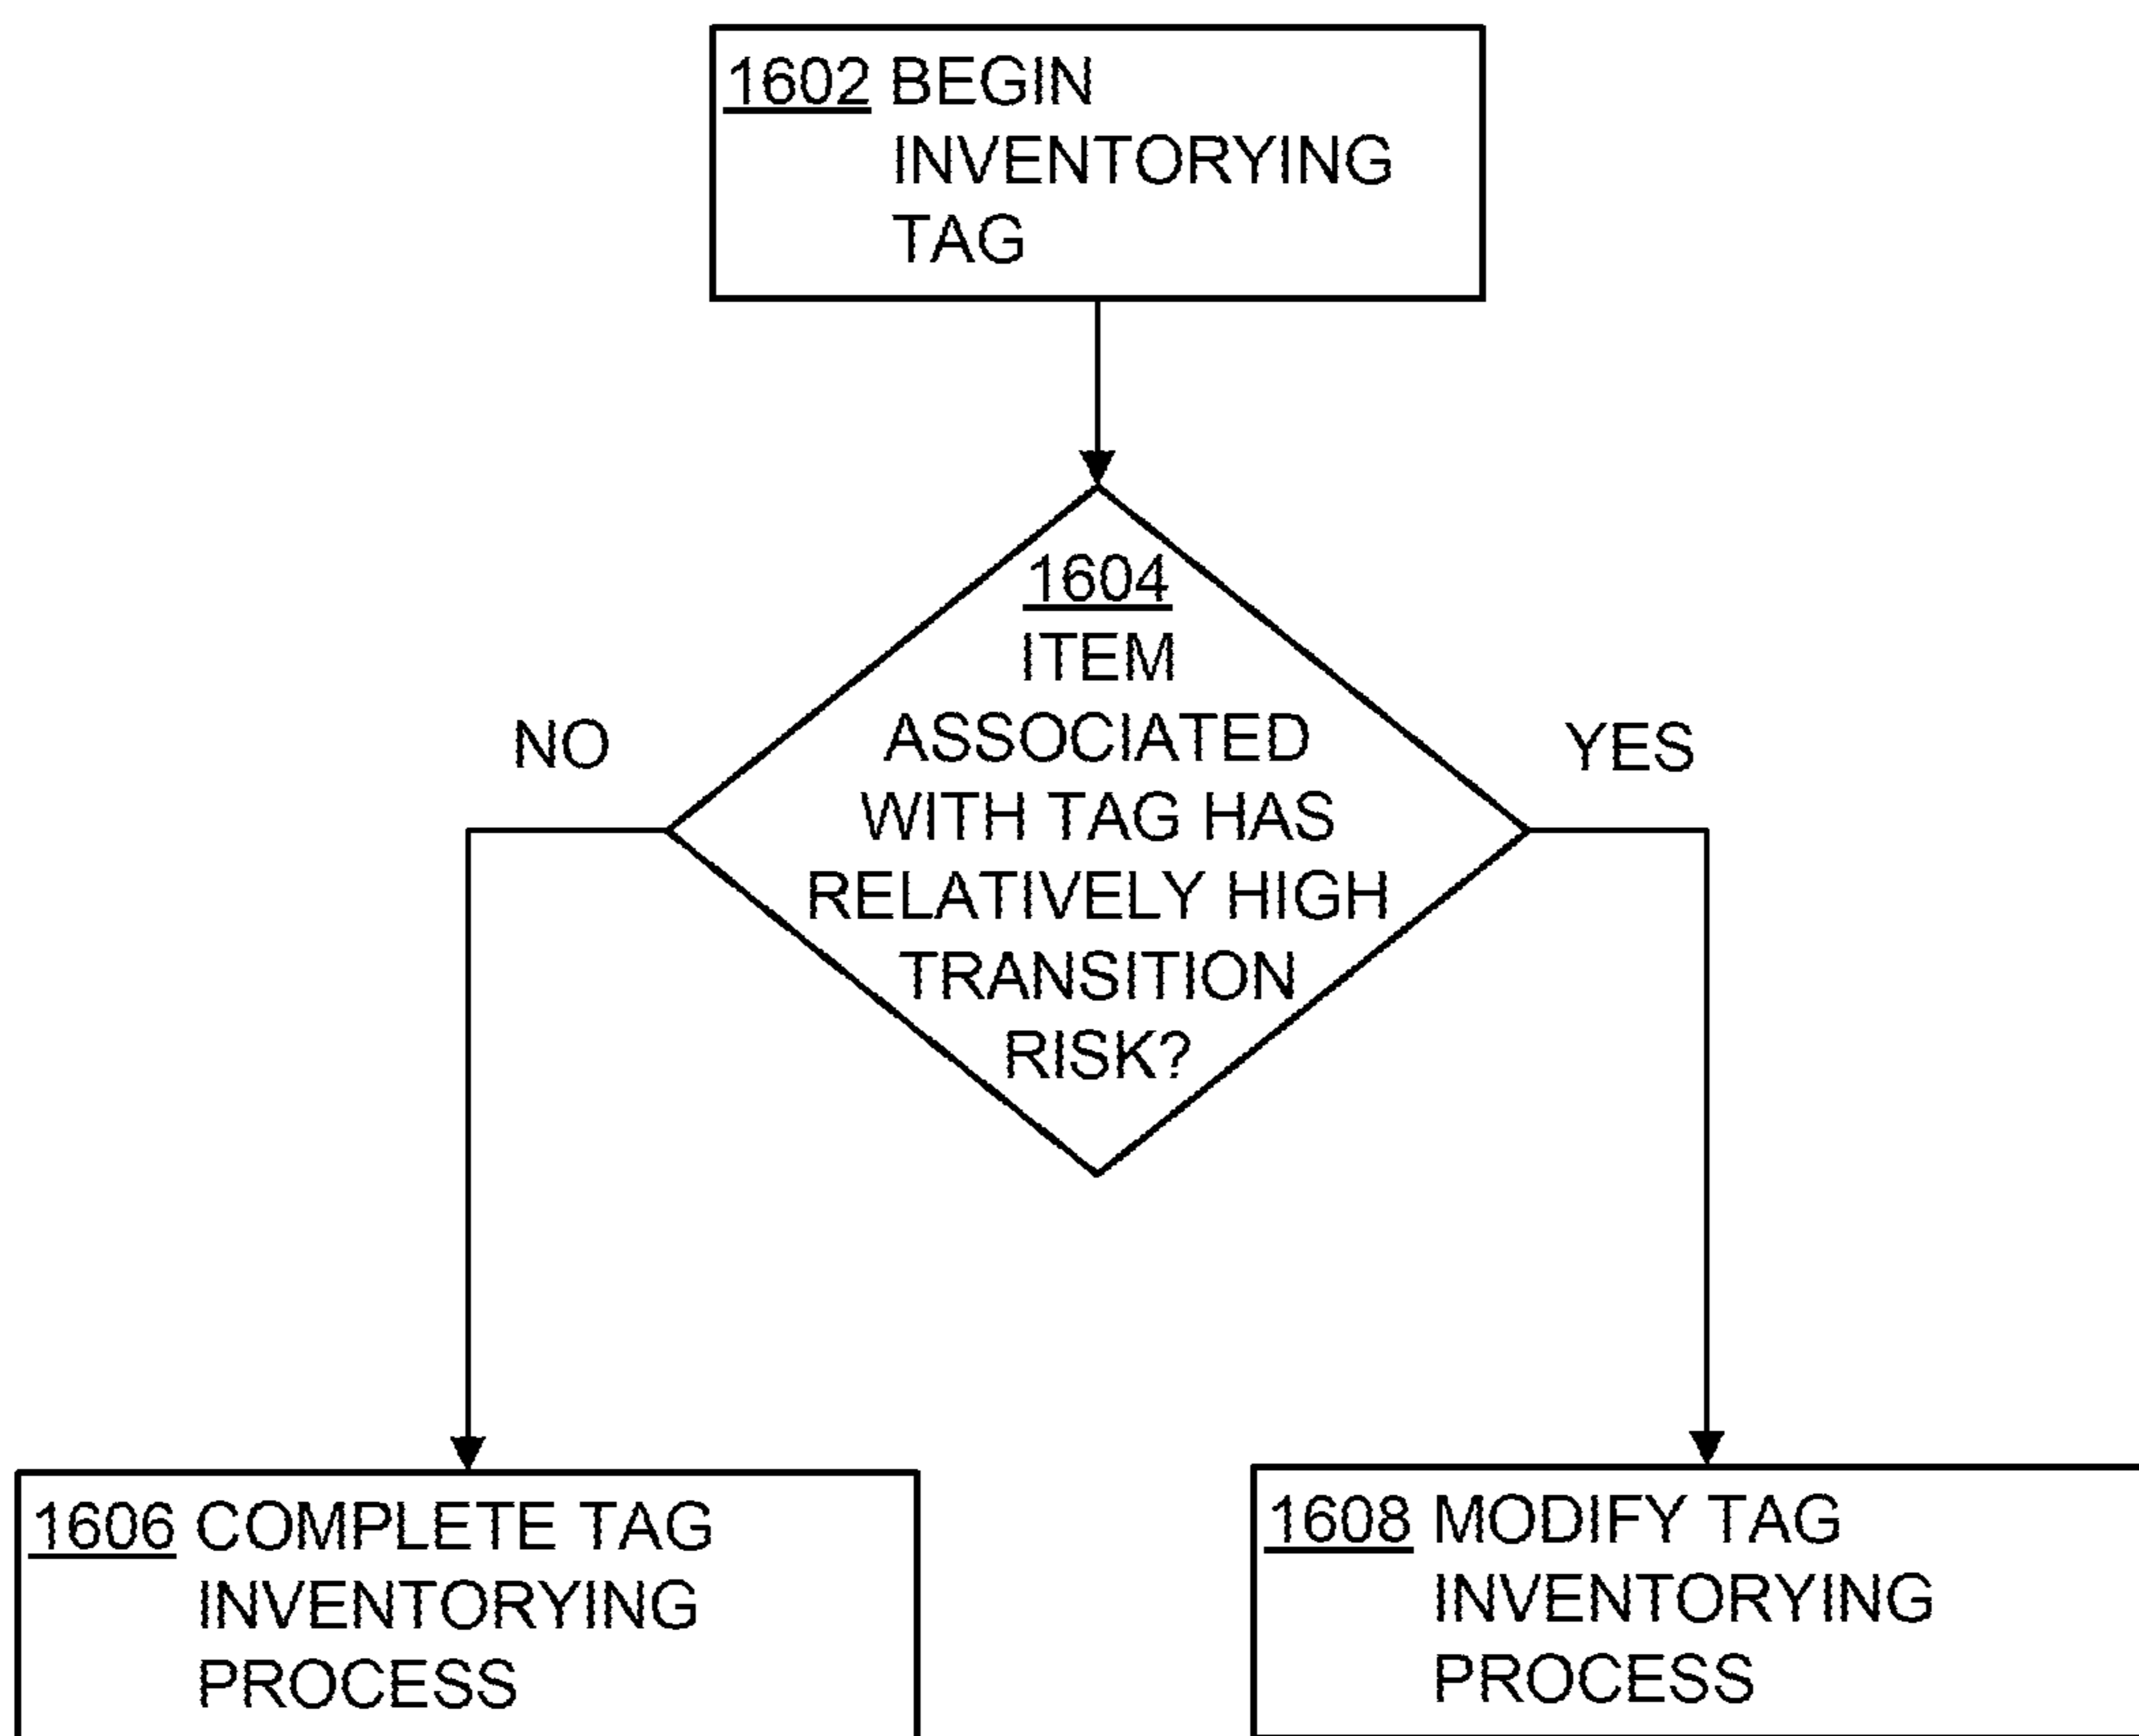 1602 BEGIN
INVENTORYING
TAG
1604
ITEM
ASSOCIATED
WITH TAG HAS
RELATIVELY HIGH
TRANSITION
RISK?
NO
YES
1606 COMPLETE TAG
INVENTORYING
PROCESS
1608 MODIFY TAG
INVENTORYING
PROCESS